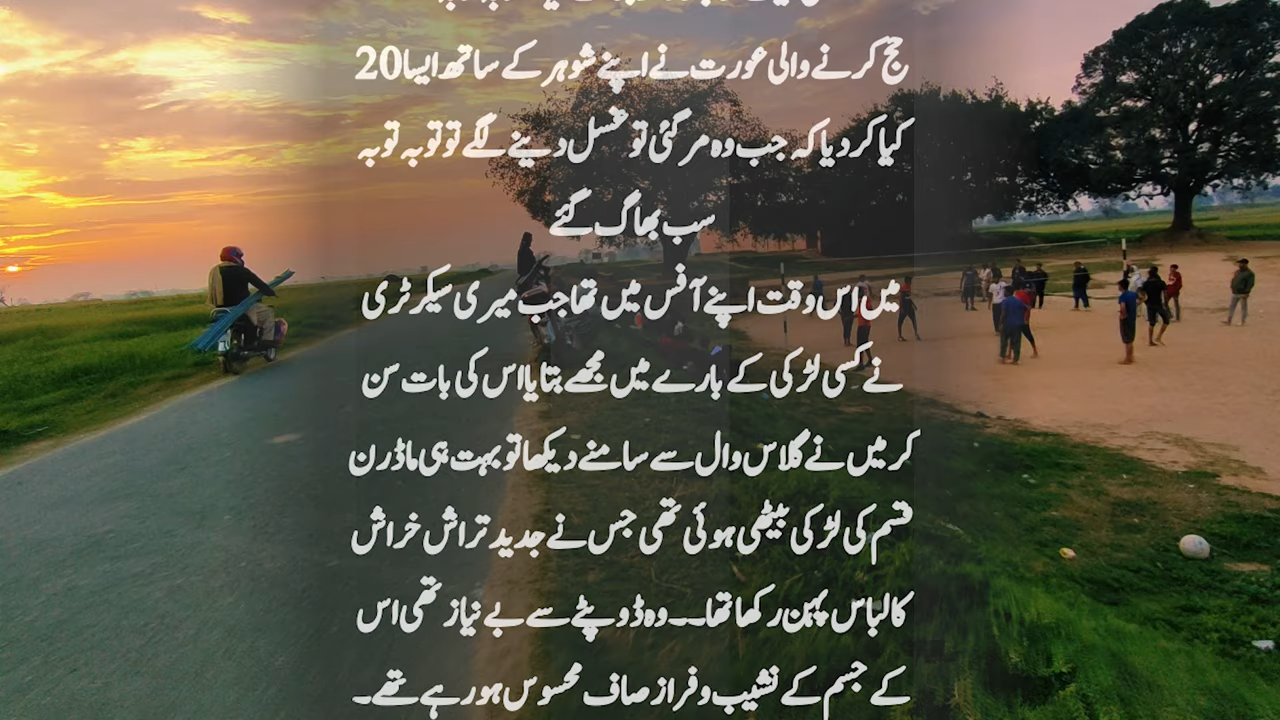 20 حج کرنے والی عورت نے اپنے شوہر کے ساتھ ایسا
کیا کر دیا کہ جب وہ مر گئی تو غسل دینے لگے تو توبہ توبہ
سب بھاگ گئے
میں اس وقت اپنے آفس میں تھا جب میری سیکرٹری
نے کسی لڑکی کے بارے میں مجھے بتایا اس کی بات سن
کر میں نے گلاس وال سے سامنے دیکھا تو بہت ہی ماڈرن
قسم کی لڑکی بیٹھی ہوئی تھی جس نے جدید تراش خراش
کا لباس پہن رکھا تھا۔۔ وہ ڈوپٹے سے بے نیاز تھی اس
کے جسم کے نشیب و فراز صاف محسوس ہو رہے تھے۔